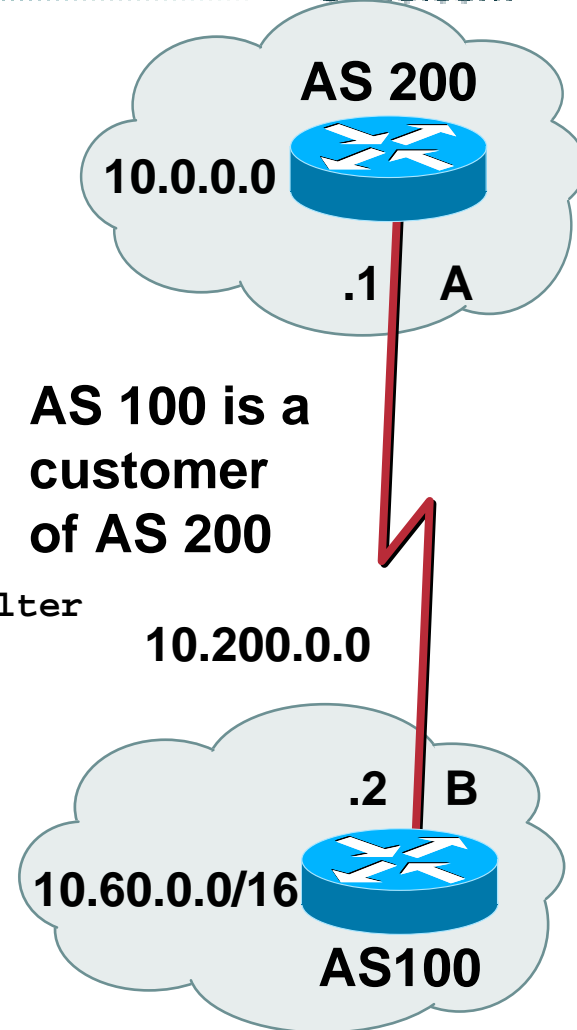 AS 200
10.0.0.0
.1 A
AS 100 is a
customer
of AS 200
lter
10.200.0.0
.2 B
10.60.0.0/16
AS100